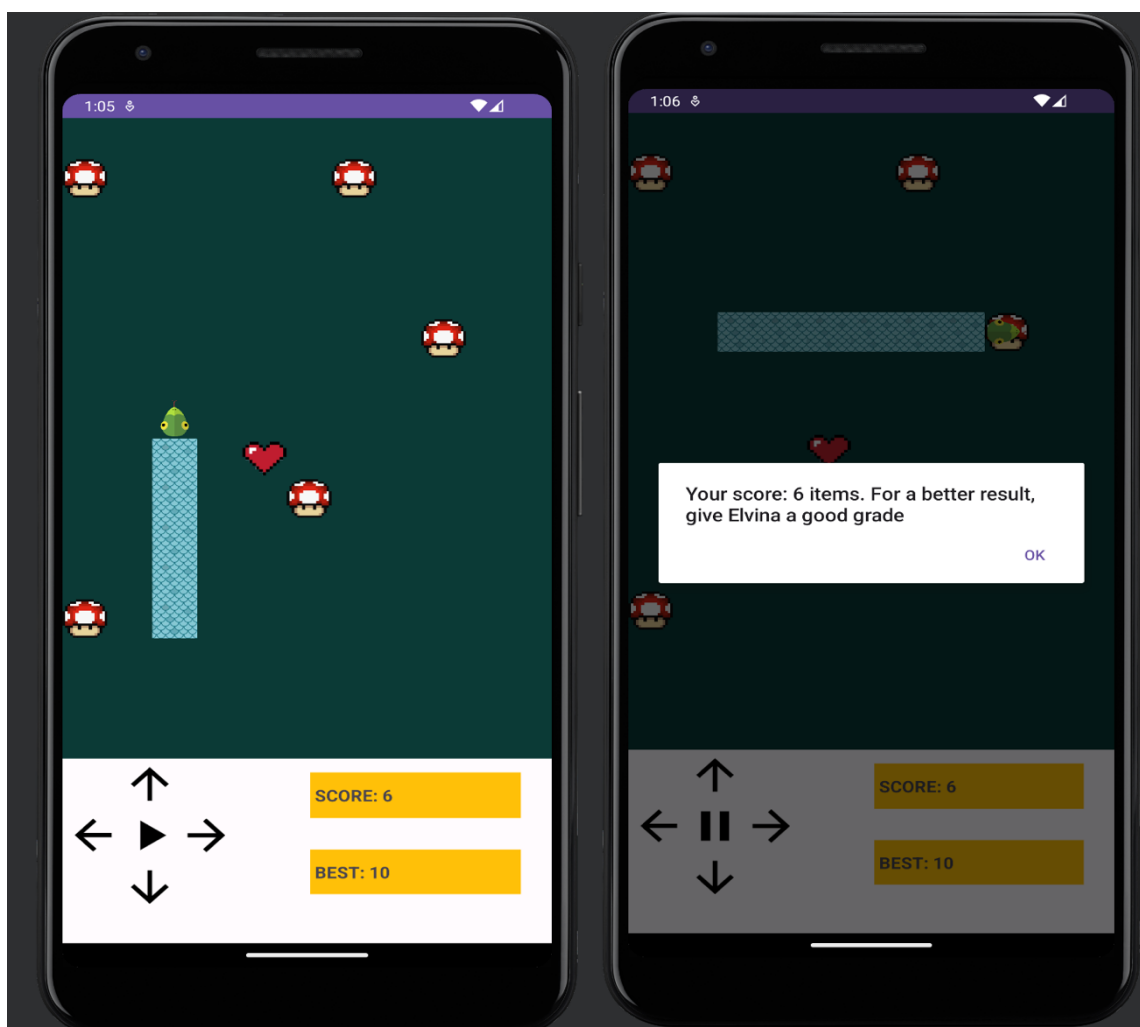 1:05
SCORE: 6
BEST: 10
1:06
Your score: 6 items. For a better result,
give Elvina a good grade
OK
SCORE: 6
BEST: 10